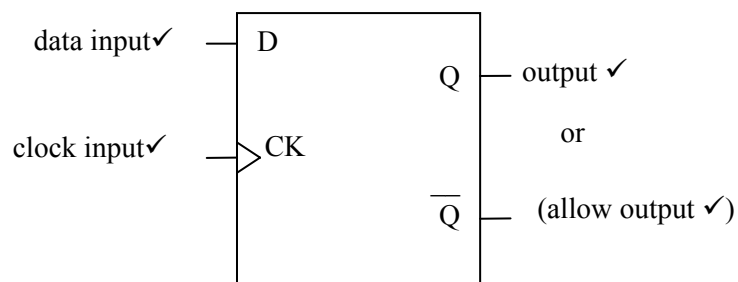 data input✓ D
Q output ✓
clock input✓ CK
or
Q̅ (allow output ✓)